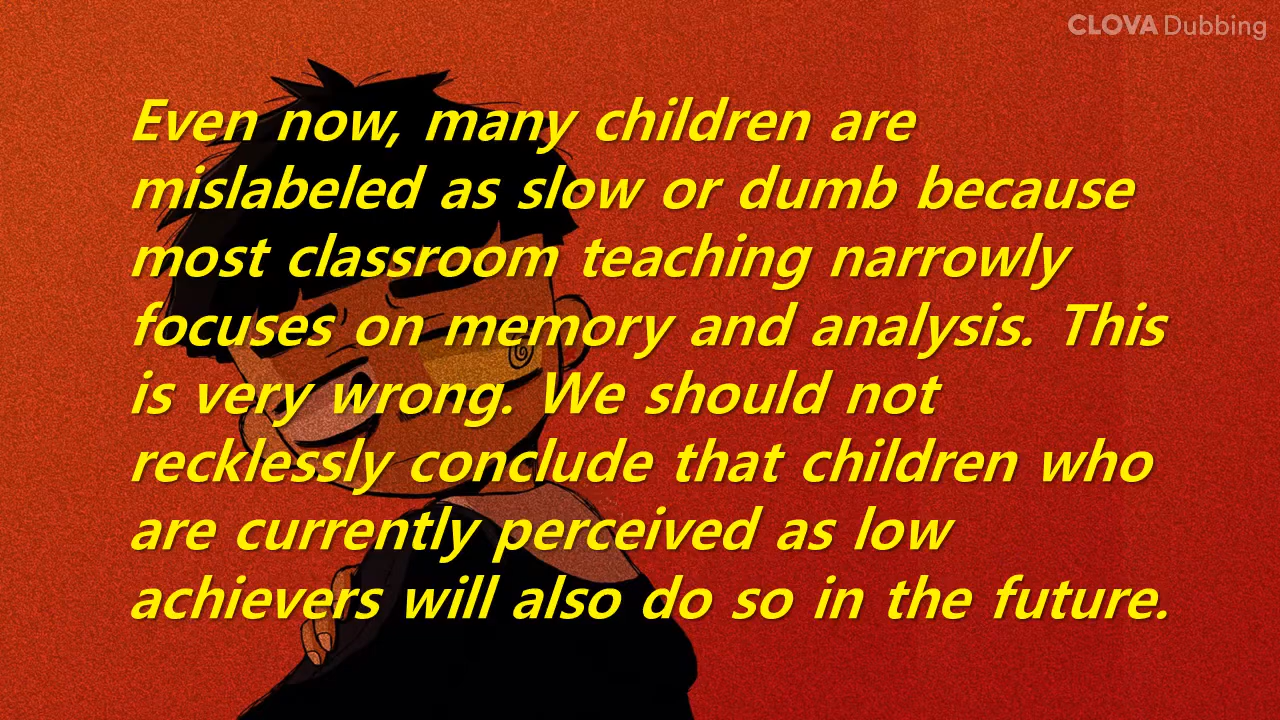 CLOVA Dubbing
Even now, many children are
mislabeled as slow or dumb because
most classroom teaching narrowly
focuses on memory and analysis. This
is very wrong. We should not
recklessly conclude that children who
are currently perceived as low
achievers will also do so in the future.